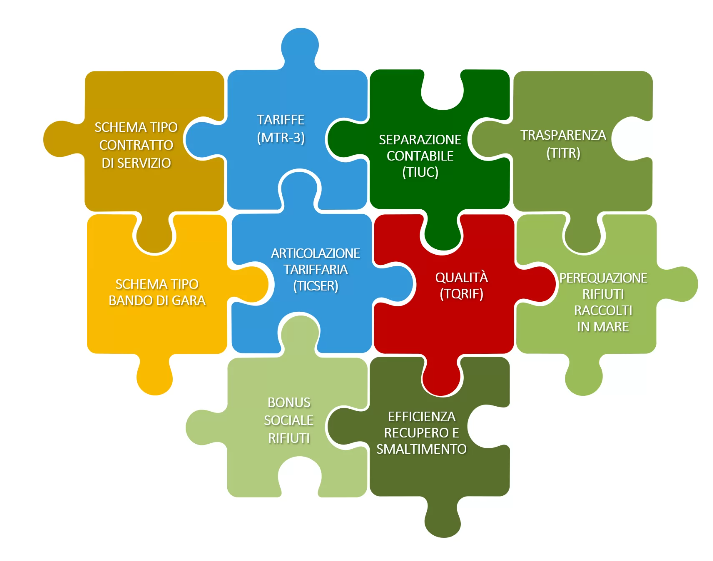 SCHEMA TIPO
CONTRATTO
DI SERVIZIO
TARIFFE
(MTR-3)
SEPARAZIONE
CONTABILE
(TIUC)
TRASPARENZA
(TITR)
SCHEMA TIPO
BANDO DI GARA
ARTICOLAZIONE
TARIFFARIA
(TICSER)
QUALITÀ
(TQRIF)
PEREQUAZIONE
RIFIUTI
RACCOLTI
IN MARE
BONUS
SOCIALE
RIFIUTI
EFFICIENZA
RECUPERO E
SMALTIMENTO